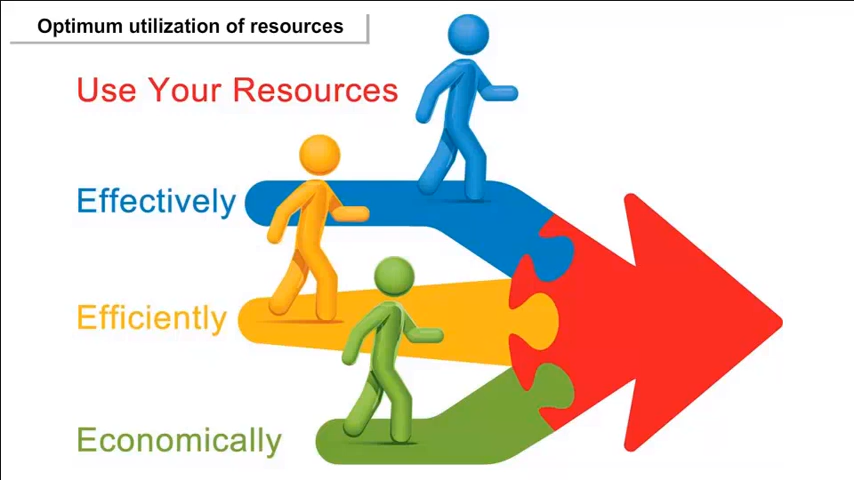 Optimum utilization of resources
Use Your Resources
Effectively
Efficiently
Economically